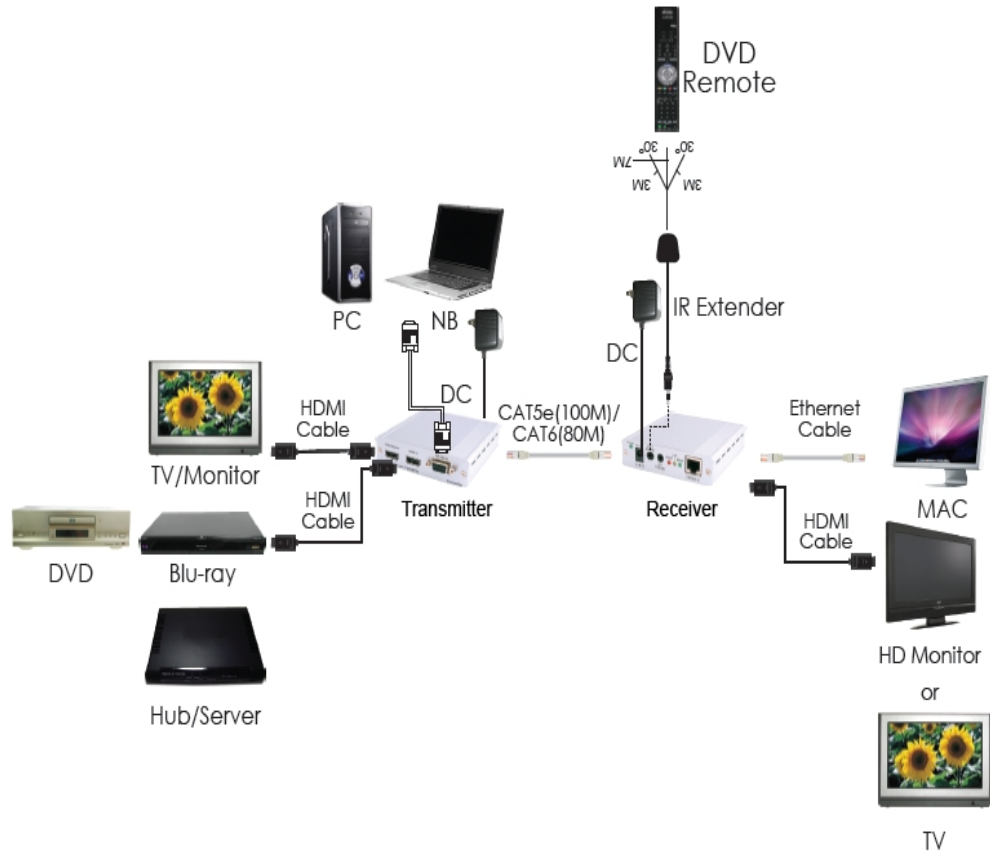 DVD
Remote
30° 30°
7M
3M 3M
IR Extender
PC
NB
DC
DC
HDMI
Cable
CAT5e(100M)/
CAT6(80M)
Ethernet
Cable
TV/Monitor
HDMI
Cable
Transmitter
Receiver
HDMI
Cable
MAC
DVD
Blu-ray
HD Monitor
or
Hub/Server
TV